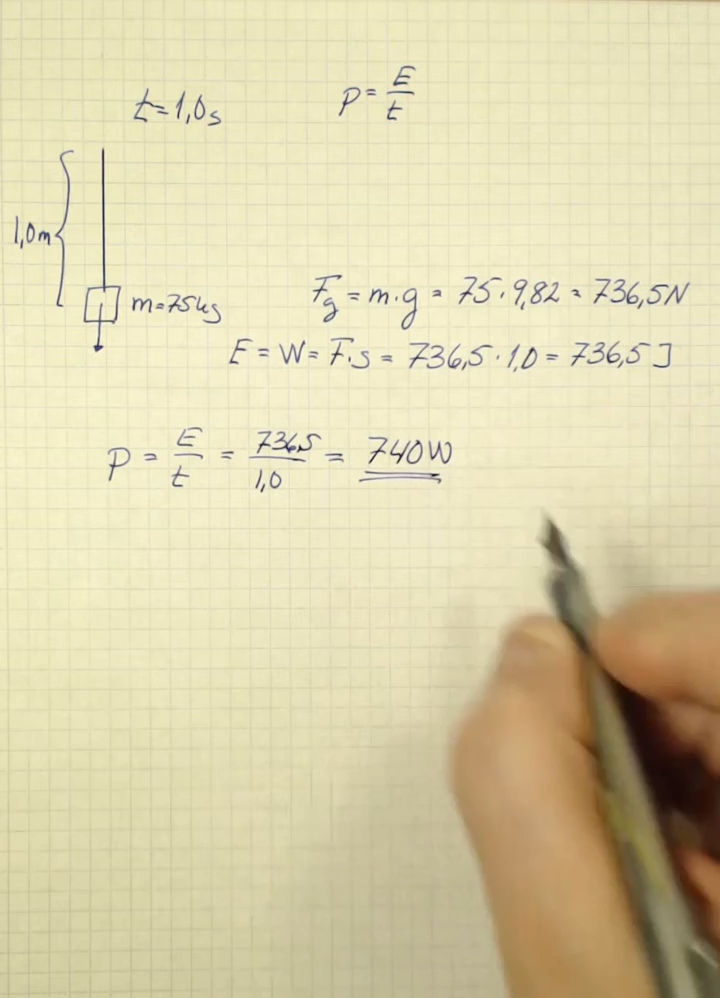 t=1,0s
P=E/t
1,0m
m=75kg
Fg = m·g = 75·9,82 = 736,5N
E = W = F·s = 736,5·1,0 = 736,5 J
P = E/t = 736,5/1,0 = 740W